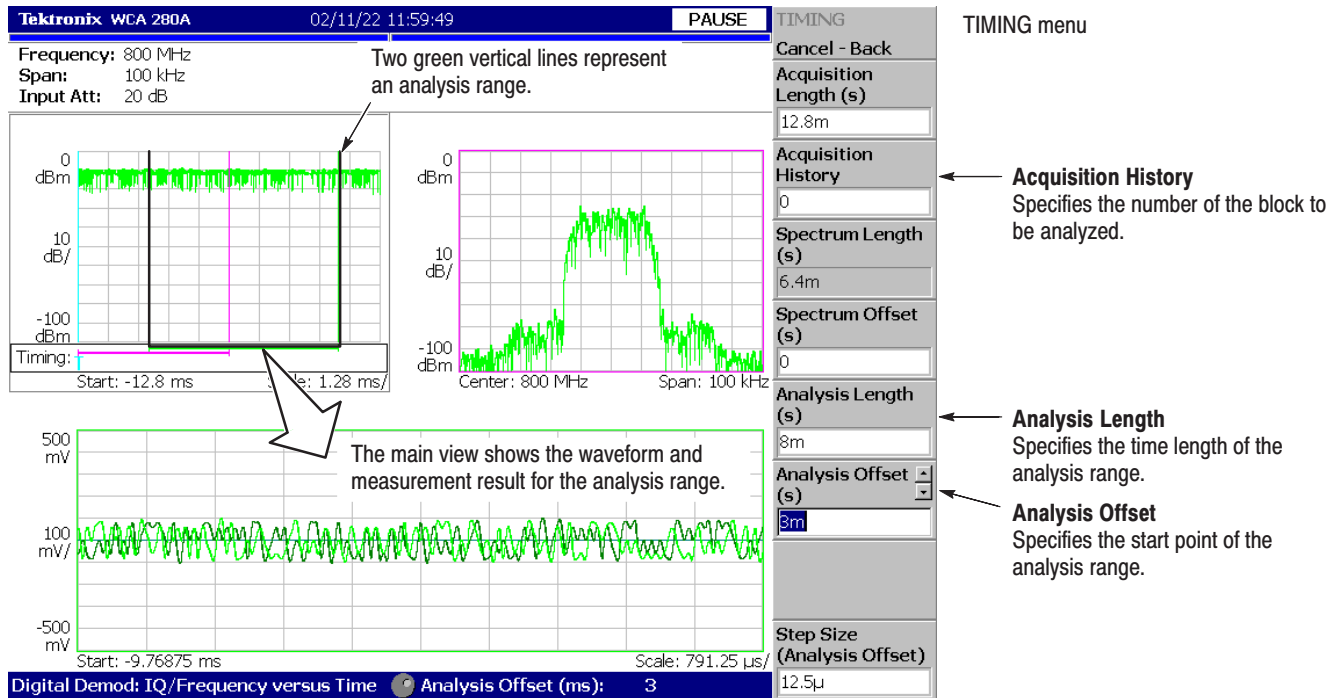 Tektronix WCA 280A 02/11/22 11:59:49 PAUSE
Frequency: 800 MHz
Span: 100 kHz
Input Att: 20 dB
Two green vertical lines represent
an analysis range.
0
dBm
10
dB/
-100
dBm
Timing:
Start: -12.8 ms
1.28 ms/
0
dBm
10
dB/
-100
dBm
Center: 800 MHz
Span: 100 kHz
500
mV
100
mV/
-500
mV
The main view shows the waveform and
measurement result for the analysis range.
Start: -9.76875 ms
Scale: 791.25 µs/
Digital Demod: IQ/Frequency versus Time
Analysis Offset (ms): 3
TIMING
Cancel - Back
Acquisition
Length (s)
12.8m
Acquisition
History
0
Spectrum Length
(s)
6.4m
Spectrum Offset
(s)
0
Analysis Length
(s)
8m
Analysis Offset
(s)
3m
Step Size
(Analysis Offset)
12.5µ
TIMING menu
Acquisition History
Specifies the number of the block to
be analyzed.
Analysis Length
Specifies the time length of the
analysis range.
Analysis Offset
Specifies the start point of the
analysis range.